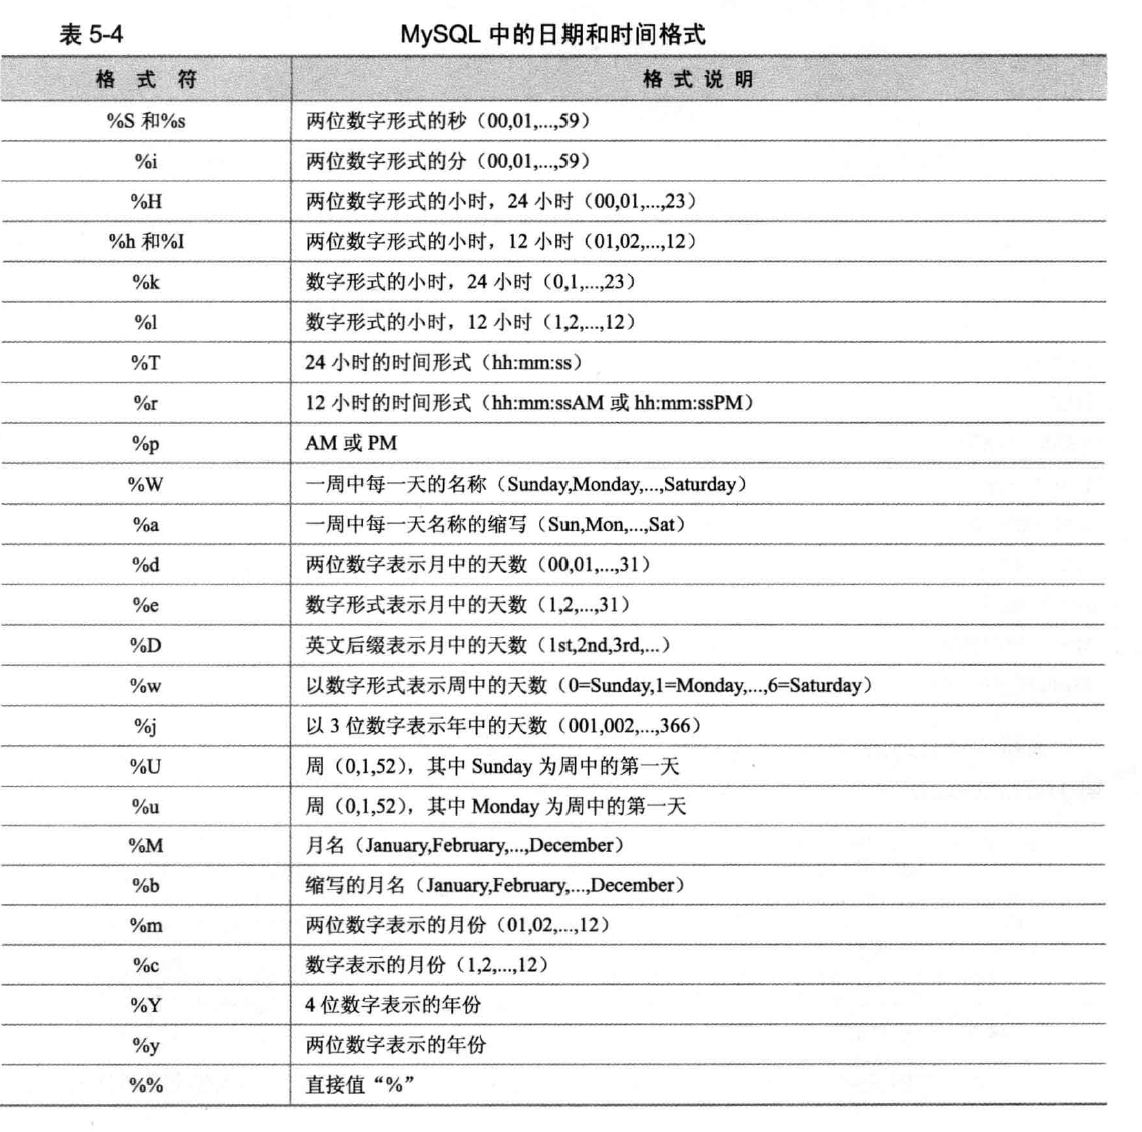 表 5-4 MySQL 中的日期和时间格式
格 式 符 格 式 说 明
%S 和%s 两位数字形式的秒（00,01,...,59）
%i 两位数字形式的分（00,01,...,59）
%H 两位数字形式的小时，24 小时（00,01,...,23）
%h 和%I 两位数字形式的小时，12 小时（01,02,...,12）
%k 数字形式的小时，24 小时（0,1,...,23）
%l 数字形式的小时，12 小时（1,2,...,12）
%T 24 小时的时间形式（hh:mm:ss）
%r 12 小时的时间形式（hh:mm:ssAM 或 hh:mm:ssPM）
%p AM 或 PM
%W 一周中每一天的名称（Sunday,Monday,...,Saturday）
%a 一周中每一天名称的缩写（Sun,Mon,...,Sat）
%d 两位数字表示月中的天数（00,01,...,31）
%e 数字形式表示月中的天数（1,2,...,31）
%D 英文后缀表示月中的天数（1st,2nd,3rd,...）
%w 以数字形式表示周中的天数（0=Sunday,1=Monday,...,6=Saturday）
%j 以 3 位数字表示年中的天数（001,002,...,366）
%U 周（0,1,52），其中 Sunday 为周中的第一天
%u 周（0,1,52），其中 Monday 为周中的第一天
%M 月名（January,February,...,December）
%b 缩写的月名（January,February,...,December）
%m 两位数字表示的月份（01,02,...,12）
%c 数字表示的月份（1,2,...,12）
%Y 4 位数字表示的年份
%y 两位数字表示的年份
%% 直接值“%”